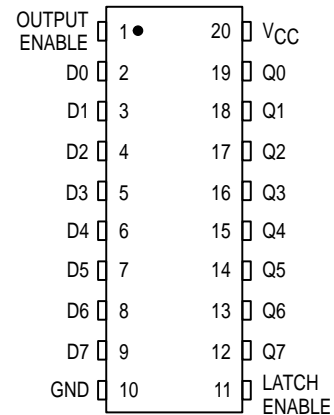 OUTPUT
ENABLE 1 20 VCC
D0 2 19 Q0
D1 3 18 Q1
D2 4 17 Q2
D3 5 16 Q3
D4 6 15 Q4
D5 7 14 Q5
D6 8 13 Q6
D7 9 12 Q7
GND 10 11 LATCH
ENABLE